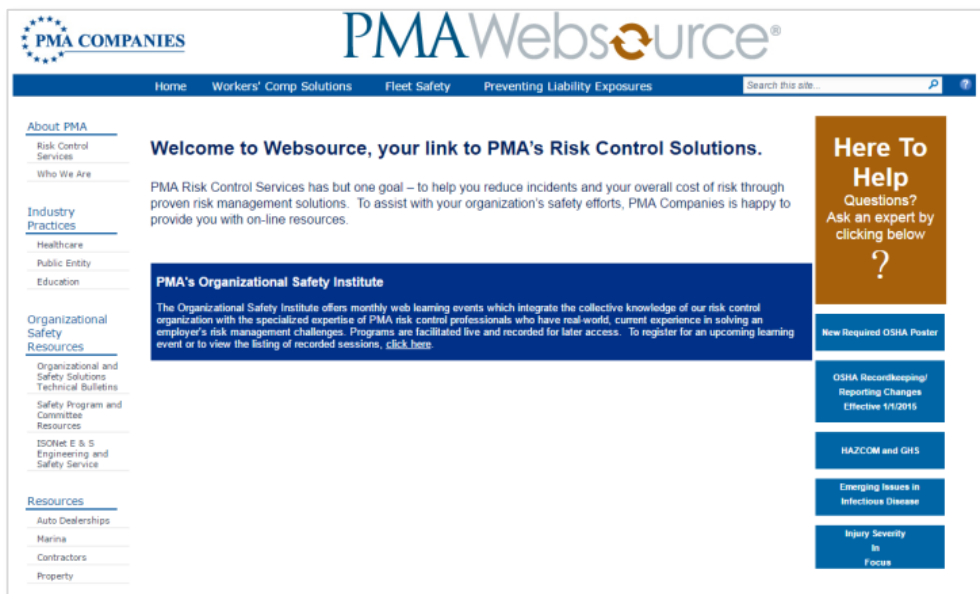 PMA COMPANIES
PMA Websource®
Home Workers' Comp Solutions Fleet Safety Preventing Liability Exposures Search this site... ?
About PMA
Risk Control
Services
Who We Are
Industry
Practices
Healthcare
Public Entity
Education
Organizational
Safety
Resources
Organizational and
Safety Solutions
Technical Bulletins
Safety Program and
Committee
Resources
ISONet E & S
Engineering and
Safety Service
Resources
Auto Dealerships
Marina
Contractors
Property
Welcome to Websource, your link to PMA's Risk Control Solutions.
PMA Risk Control Services has but one goal – to help you reduce incidents and your overall cost of risk through
proven risk management solutions. To assist with your organization's safety efforts, PMA Companies is happy to
provide you with on-line resources.
PMA's Organizational Safety Institute
The Organizational Safety Institute offers monthly web learning events which integrate the collective knowledge of our risk control
organization with the specialized expertise of PMA risk control professionals who have real-world, current experience in solving an
employer's risk management challenges. Programs are facilitated live and recorded for later access. To register for an upcoming learning
event or to view the listing of recorded sessions, click here.
Here To
Help
Questions?
Ask an expert by
clicking below
?
New Required OSHA Poster
OSHA Recordkeeping/
Reporting Changes
Effective 1/1/2015
HAZCOM and GHS
Emerging Issues in
Infectious Disease
Injury Severity
In
Focus